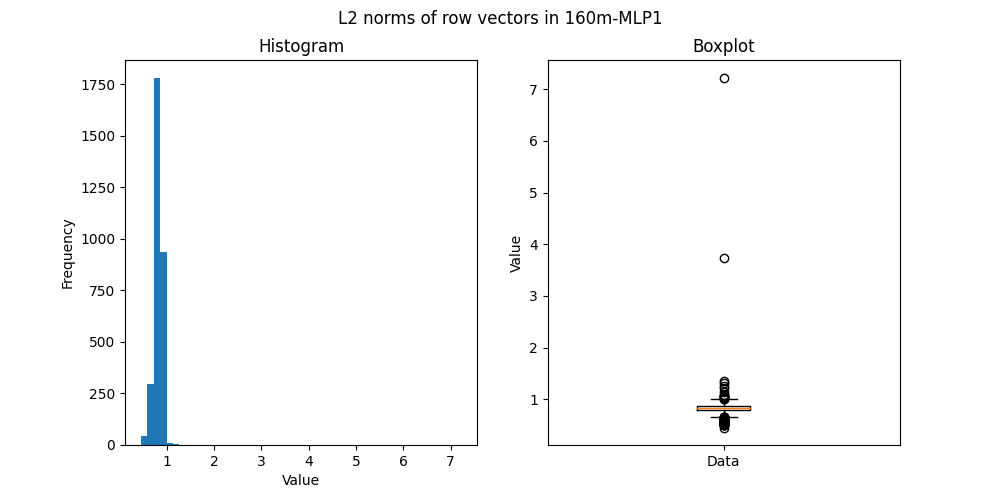 L2 norms of row vectors in 160m-MLP1
Histogram
Frequency
1750
1500
1250
1000
750
500
250
0
1 2 3 4 5 6 7
Value
Boxplot
Value
7
6
5
4
3
2
1
Data